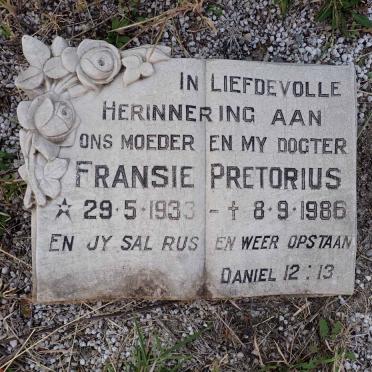 IN LIEFDEVOLLE
HERINNERING AAN
ONS MOEDER EN MY DOGTER
FRANSIE PRETORIUS
☆ 29·5·1933 - ✝ 8·9·1986
EN JY SAL RUS EN WEER OPSTAAN
DANIEL 12:13